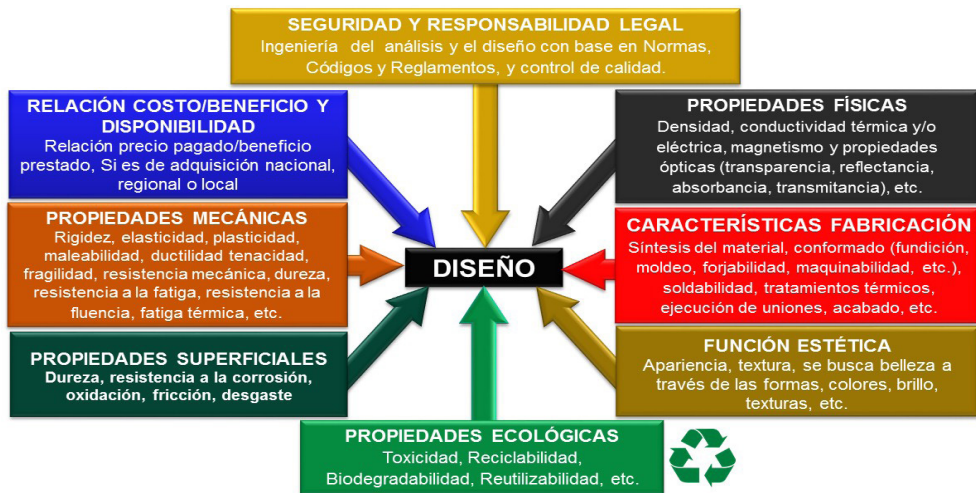 SEGURIDAD Y RESPONSABILIDAD LEGAL
Ingeniería del análisis y el diseño con base en Normas,
Códigos y Reglamentos, y control de calidad.
RELACIÓN COSTO/BENEFICIO Y
DISPONIBILIDAD
Relación precio pagado/beneficio
prestado, Si es de adquisición nacional,
regional o local
PROPIEDADES FÍSICAS
Densidad, conductividad térmica y/o
eléctrica, magnetismo y propiedades
ópticas (transparencia, reflectancia,
absorbancia, transmitancia), etc.
PROPIEDADES MECÁNICAS
Rigidez, elasticidad, plasticidad,
maleabilidad, ductilidad tenacidad,
fragilidad, resistencia mecánica, dureza,
resistencia a la fatiga, resistencia a la
fluencia, fatiga térmica, etc.
DISEÑO
CARACTERÍSTICAS FABRICACIÓN
Síntesis del material, conformado (fundición,
moldeo, forjabilidad, maquinabilidad, etc.),
soldabilidad, tratamientos térmicos,
ejecución de uniones, acabado, etc.
PROPIEDADES SUPERFICIALES
Dureza, resistencia a la corrosión,
oxidación, fricción, desgaste
FUNCIÓN ESTÉTICA
Apariencia, textura, se busca belleza a
través de las formas, colores, brillo,
texturas, etc.
PROPIEDADES ECOLÓGICAS
Toxicidad, Reciclabilidad,
Biodegradabilidad, Reutilizabilidad, etc.